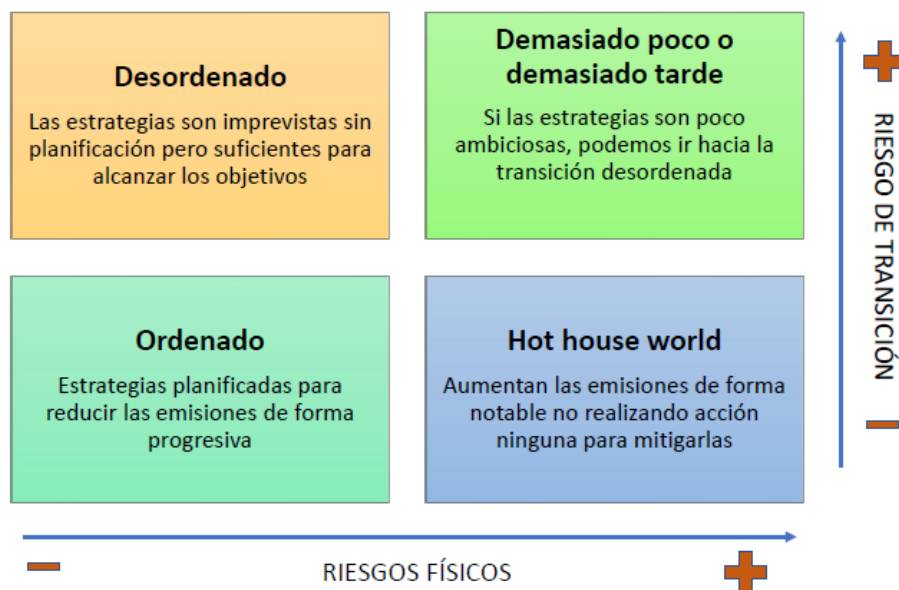 Desordenado
Las estrategias son imprevistas sin
planificación pero suficientes para
alcanzar los objetivos
Demasiado poco o
demasiado tarde
Si las estrategias son poco
ambiciosas, podemos ir hacia la
transición desordenada
Ordenado
Estrategias planificadas para
reducir las emisiones de forma
progresiva
Hot house world
Aumentan las emisiones de forma
notable no realizando acción
ninguna para mitigarlas
RIESGO DE TRANSICIÓN
RIESGOS FÍSICOS